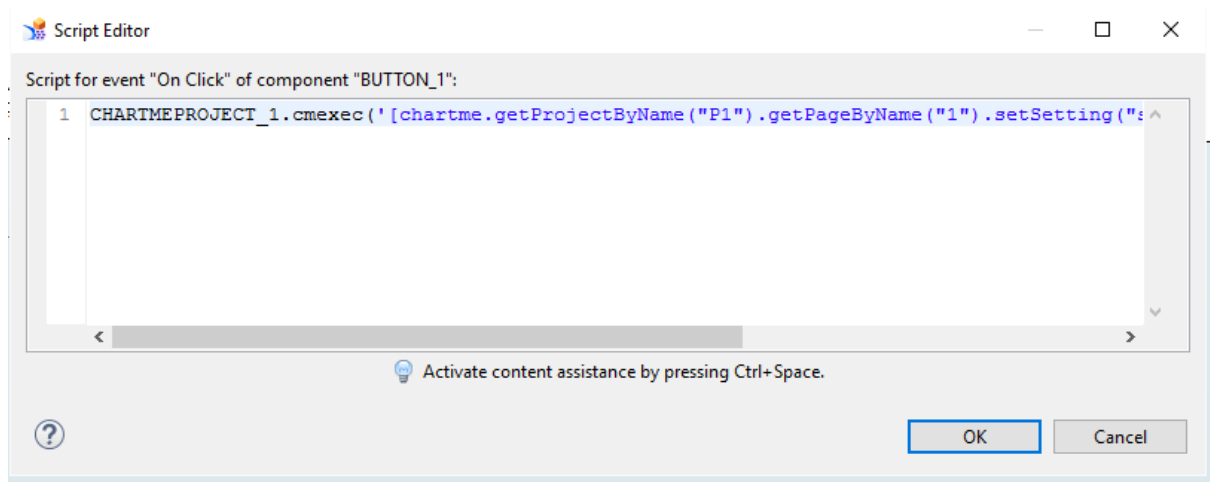 Script Editor
Script for event "On Click" of component "BUTTON_1":
1 CHARTMEPROJECT_1.cmexec('[chartme.getProjectByName("P1").getPageByName("1").setSetting("
Activate content assistance by pressing Ctrl+Space.
OK Cancel